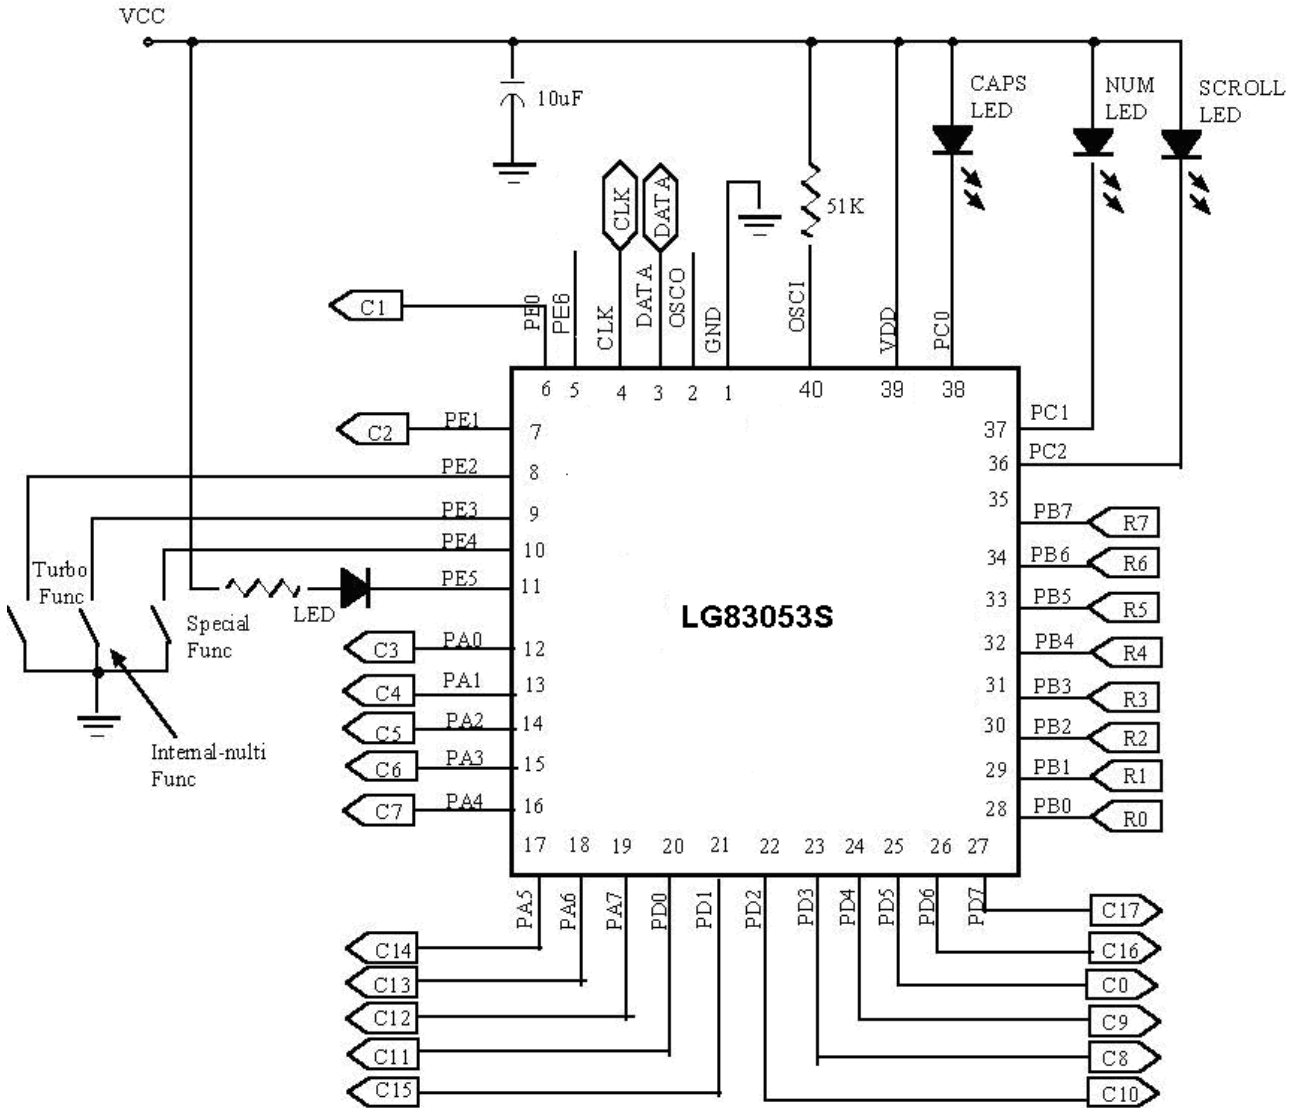 VCC
10uF
CAPS
LED
NUM
LED
SCROLL
LED
51K
CLK
DATA
C1
PE0
PE6
CLK
DATA
OSCO
GND
OSCI
VDD
PC0
6
5
4
3
2
1
40
39
38
C2
PE1
7
37
PC1
PE2
8
36
PC2
35
PB7
R7
PE3
9
PE4
10
34
PB6
R6
Turbo
Func
LED
PE5
11
33
PB5
R5
LG83053S
Special
Func
C3
PA0
12
32
PB4
R4
C4
PA1
13
31
PB3
R3
C5
PA2
14
30
PB2
R2
Internal-nulti
Func
C6
PA3
15
29
PB1
R1
C7
PA4
16
28
PB0
R0
17
18
19
20
21
22
23
24
25
26
27
PA5
PA6
PA7
PD0
PD1
PD2
PD3
PD4
PD5
PD6
PD7
C17
C14
C16
C13
C0
C12
C9
C11
C8
C15
C10